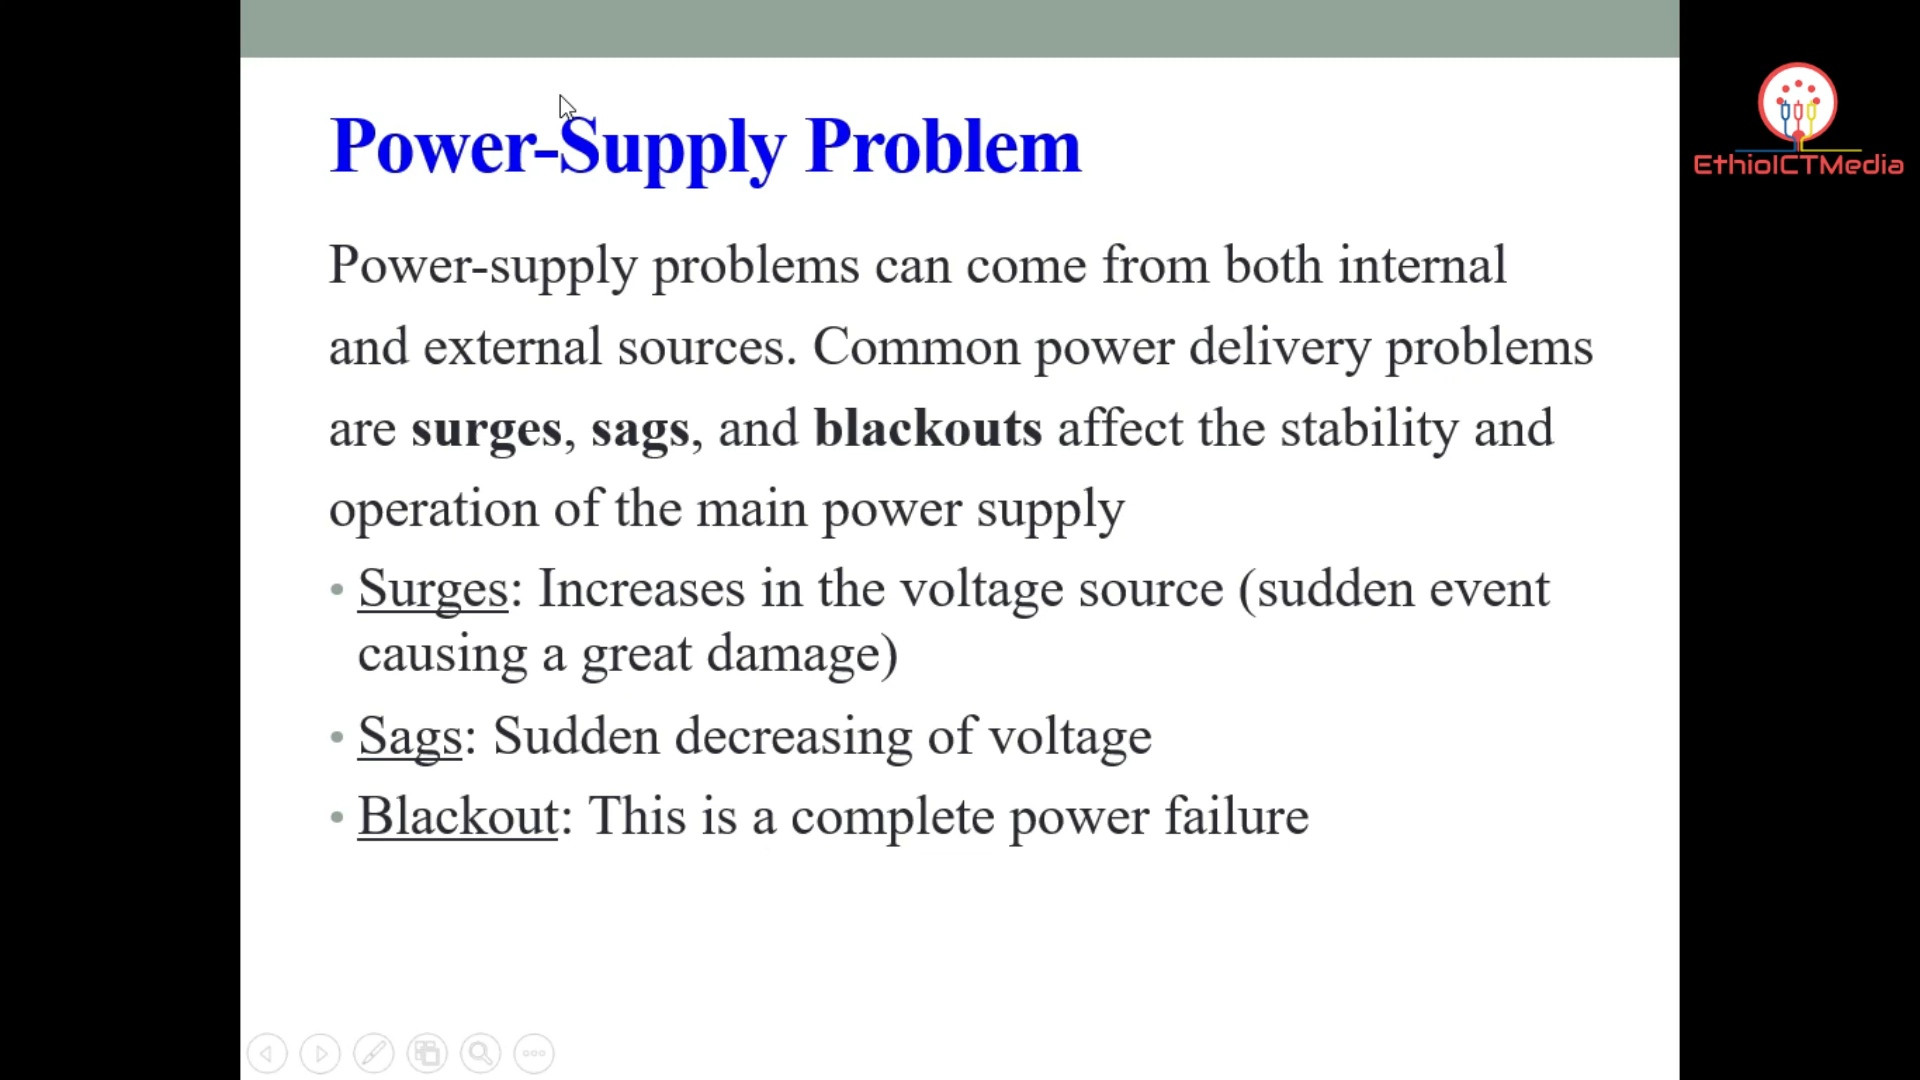 Power-Supply Problem
EthioICTMedia
Power-supply problems can come from both internal
and external sources. Common power delivery problems
are surges, sags, and blackouts affect the stability and
operation of the main power supply
• Surges: Increases in the voltage source (sudden event
causing a great damage)
• Sags: Sudden decreasing of voltage
• Blackout: This is a complete power failure